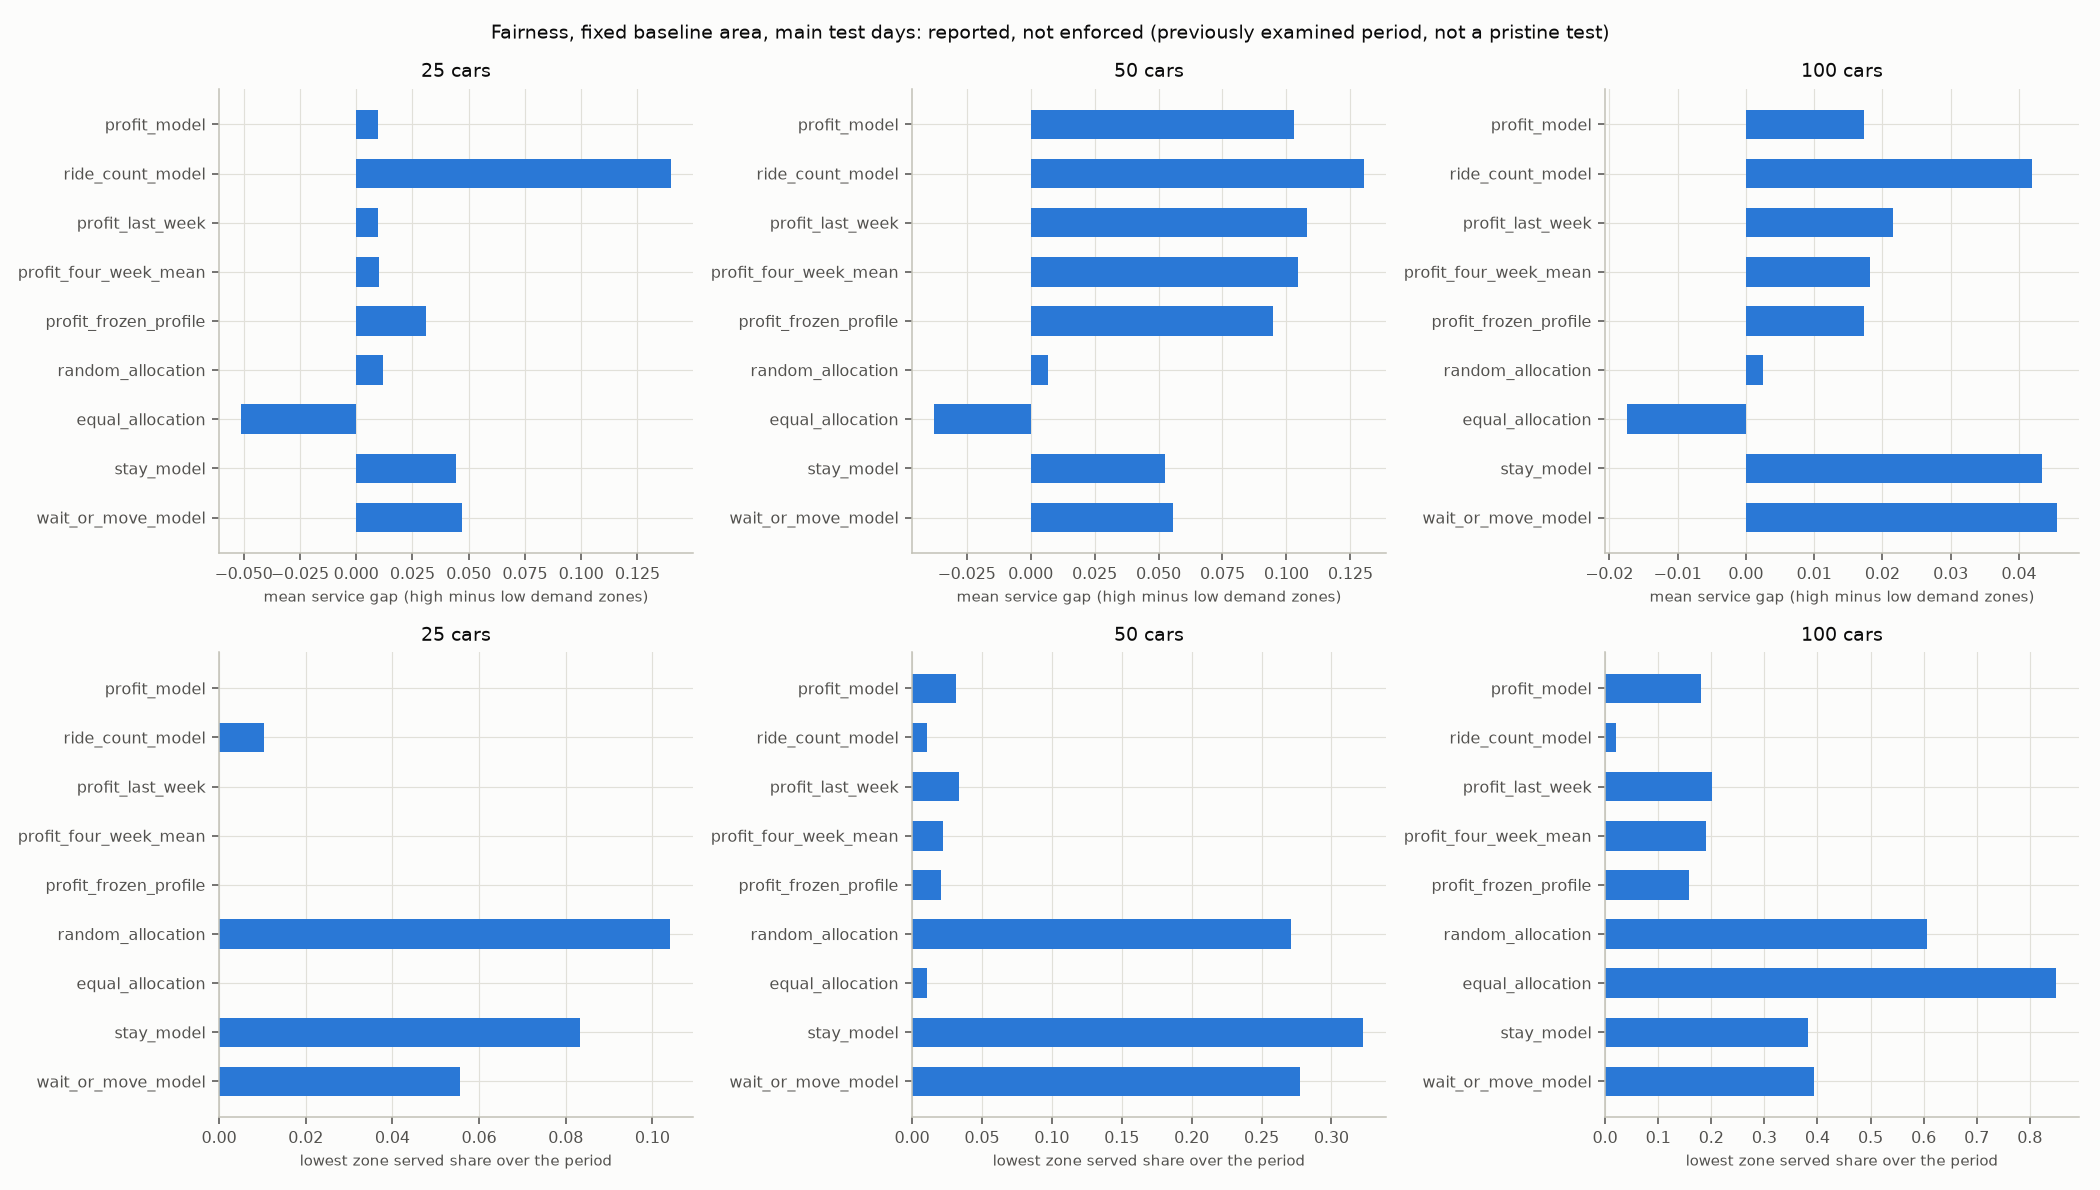 Fairness, fixed baseline area, main test days: reported, not enforced (previously examined period, not a pristine test)
25 cars
profit_model
ride_count_model
profit_last_week
profit_four_week_mean
profit_frozen_profile
random_allocation
equal_allocation
stay_model
wait_or_move_model
−0.050 −0.025 0.000 0.025 0.050 0.075 0.100 0.125
mean service gap (high minus low demand zones)
50 cars
profit_model
ride_count_model
profit_last_week
profit_four_week_mean
profit_frozen_profile
random_allocation
equal_allocation
stay_model
wait_or_move_model
−0.025 0.000 0.025 0.050 0.075 0.100 0.125
mean service gap (high minus low demand zones)
100 cars
profit_model
ride_count_model
profit_last_week
profit_four_week_mean
profit_frozen_profile
random_allocation
equal_allocation
stay_model
wait_or_move_model
−0.02 −0.01 0.00 0.01 0.02 0.03 0.04
mean service gap (high minus low demand zones)
25 cars
profit_model
ride_count_model
profit_last_week
profit_four_week_mean
profit_frozen_profile
random_allocation
equal_allocation
stay_model
wait_or_move_model
0.00 0.02 0.04 0.06 0.08 0.10
lowest zone served share over the period
50 cars
profit_model
ride_count_model
profit_last_week
profit_four_week_mean
profit_frozen_profile
random_allocation
equal_allocation
stay_model
wait_or_move_model
0.00 0.05 0.10 0.15 0.20 0.25 0.30
lowest zone served share over the period
100 cars
profit_model
ride_count_model
profit_last_week
profit_four_week_mean
profit_frozen_profile
random_allocation
equal_allocation
stay_model
wait_or_move_model
0.0 0.1 0.2 0.3 0.4 0.5 0.6 0.7 0.8
lowest zone served share over the period